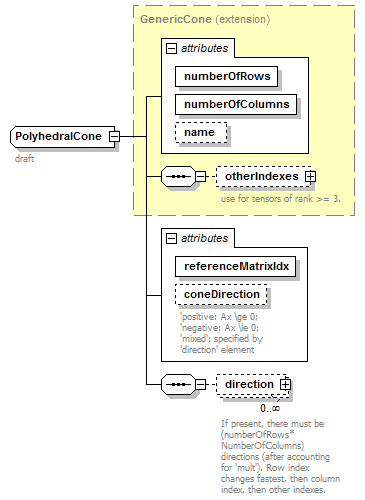 GenericCone (extension)
attributes
numberOfRows
numberOfColumns
name
PolyhedralCone
draft
otherIndexes
use for tensors of rank >= 3.
attributes
referenceMatrixIdx
coneDirection
'positive: Ax \ge 0;
'negative: Ax \le 0;
'mixed': specified by
'direction' element
direction
0..∞
If present, there must be
(numberOfRows*
NumberOfColumns)
directions (after accounting
for 'mult'). Row index
changes fastest, then column
index, then other indexes.